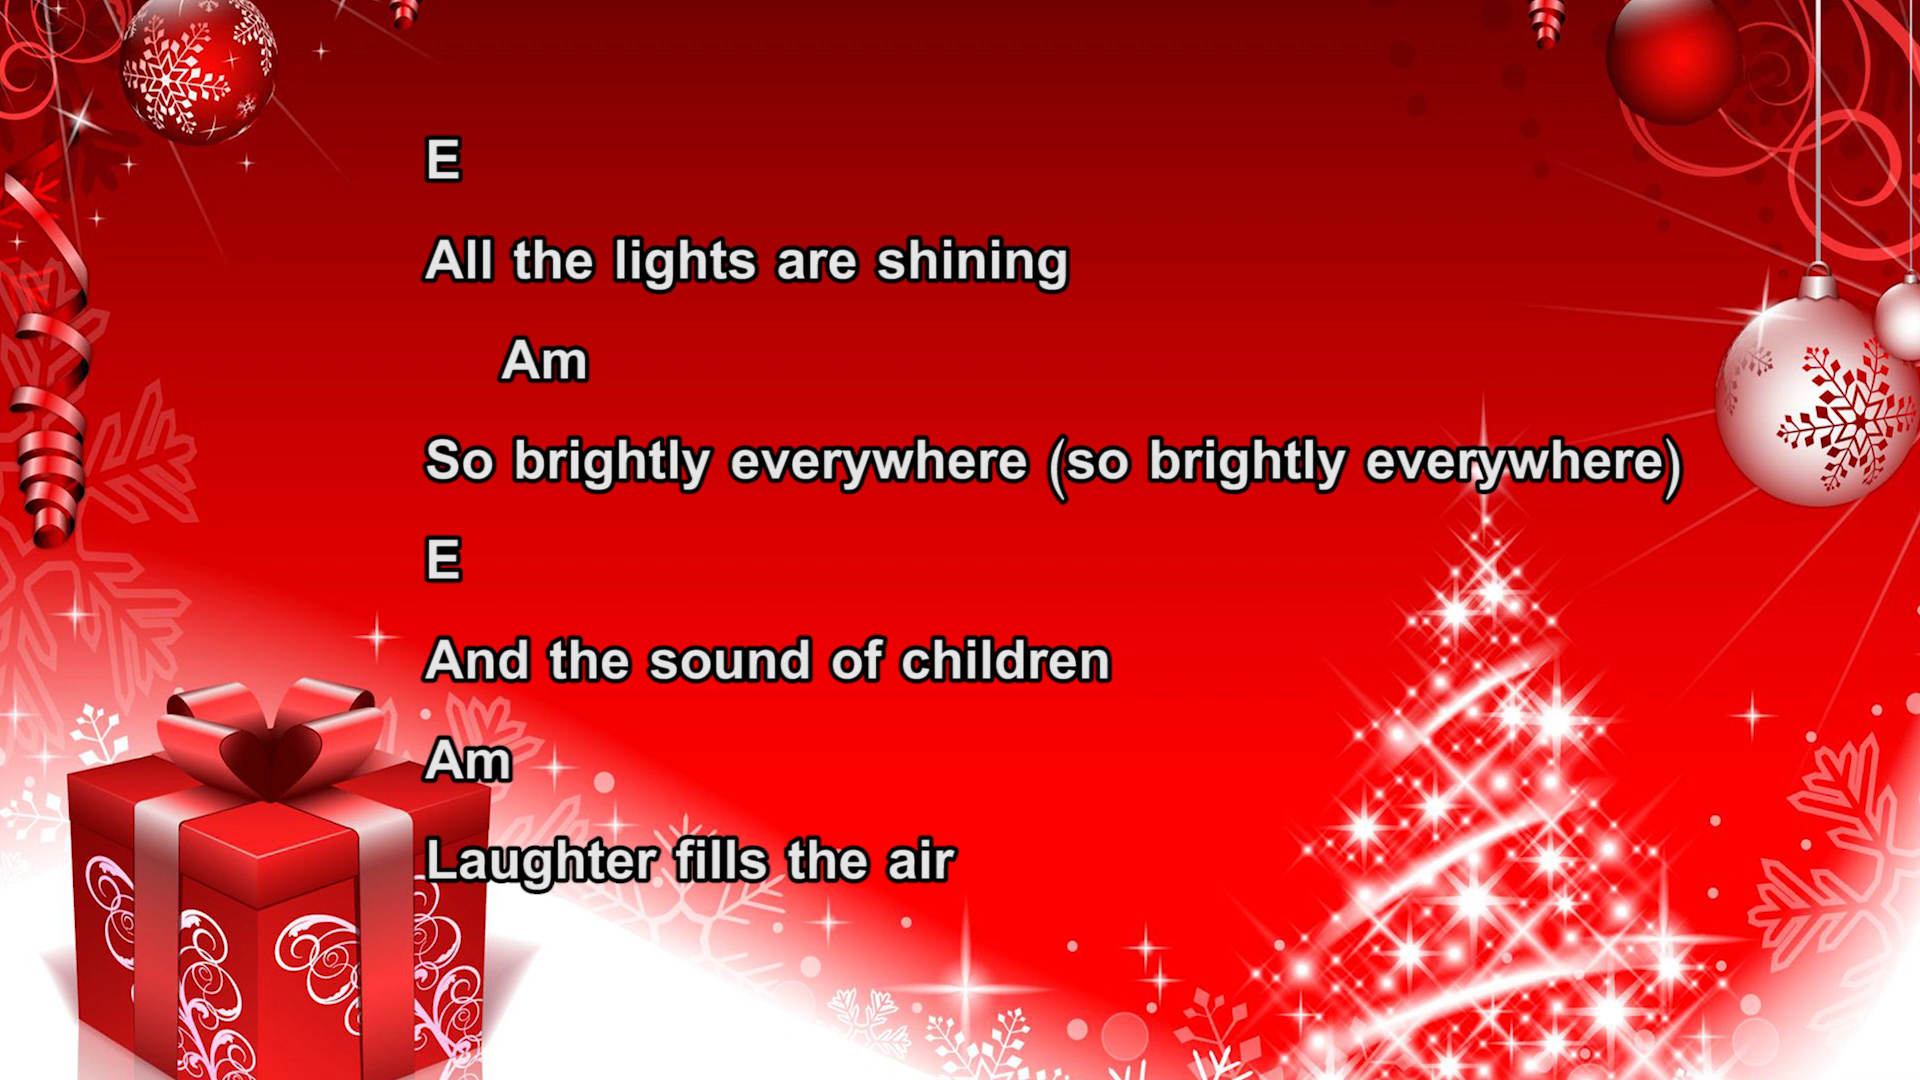 E
All the lights are shining
Am
So brightly everywhere (so brightly everywhere)
E
And the sound of children
Am
Laughter fills the air